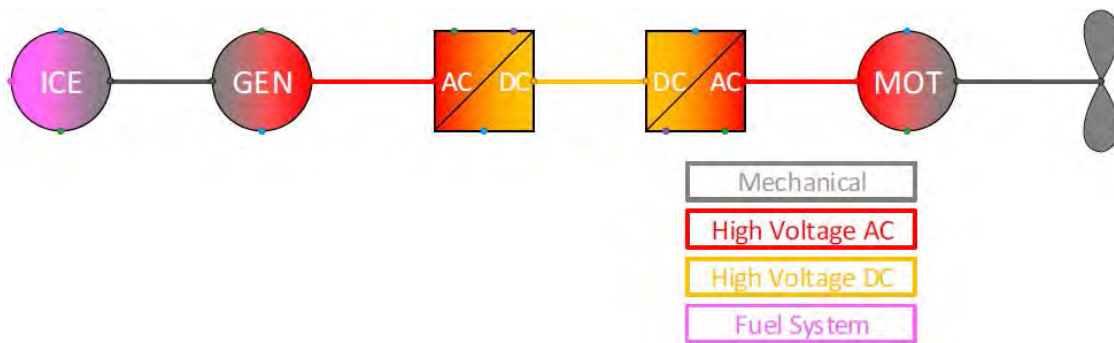 ICE GEN AC DC DC AC MOT
Mechanical
High Voltage AC
High Voltage DC
Fuel System